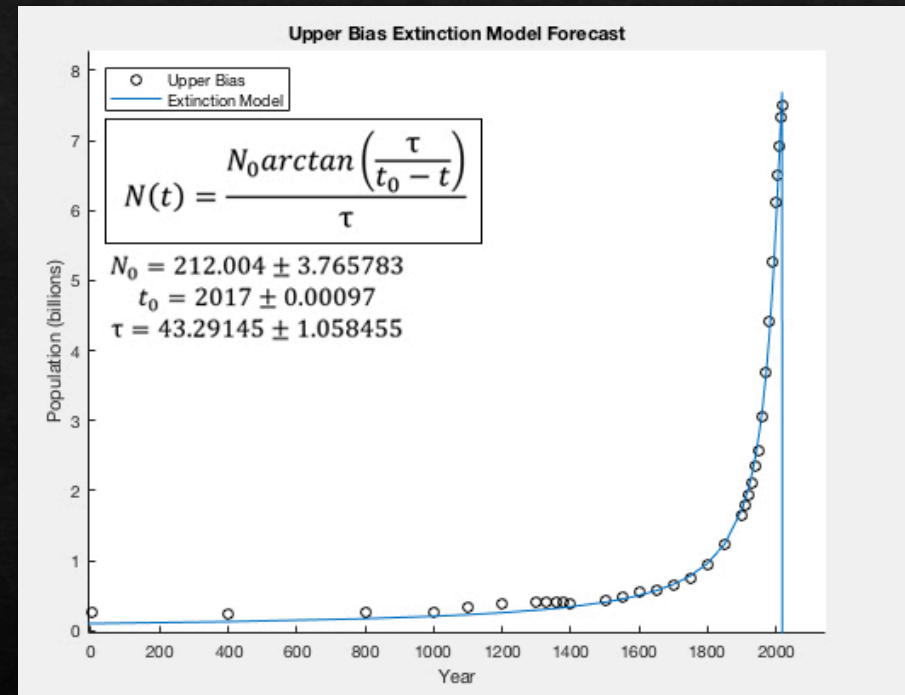 Upper Bias Extinction Model Forecast
Upper Bias
Extinction Model
N(t) = N₀arctan(τ/(t₀ − t))/τ
N₀ = 212.004 ± 3.765783
t₀ = 2017 ± 0.00097
τ = 43.29145 ± 1.058455
Population (billions)
8
7
6
5
4
3
2
1
0
0 200 400 600 800 1000 1200 1400 1600 1800 2000
Year